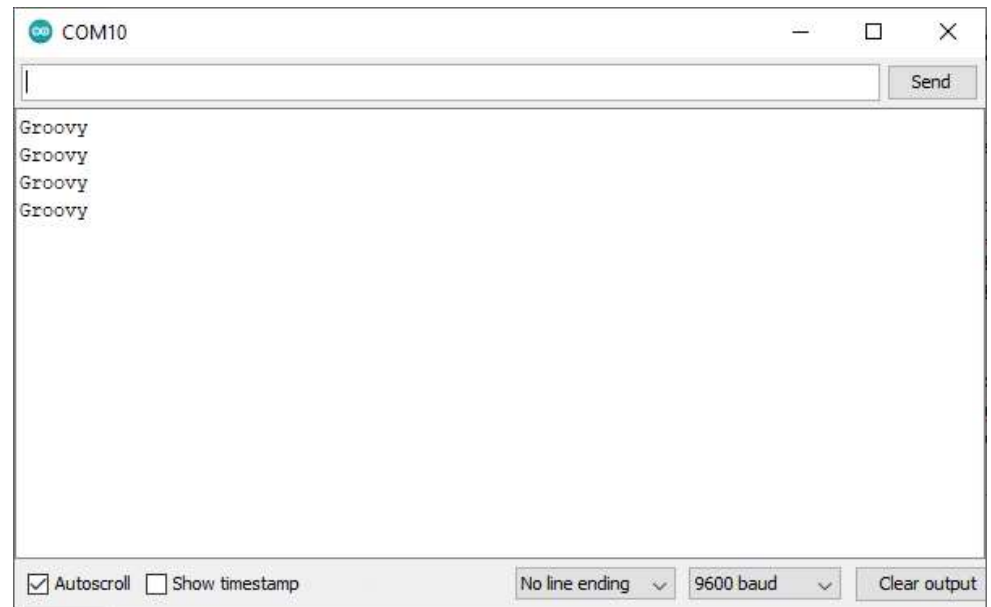 COM10
Send
Groovy
Groovy
Groovy
Groovy
Autoscroll Show timestamp No line ending 9600 baud Clear output